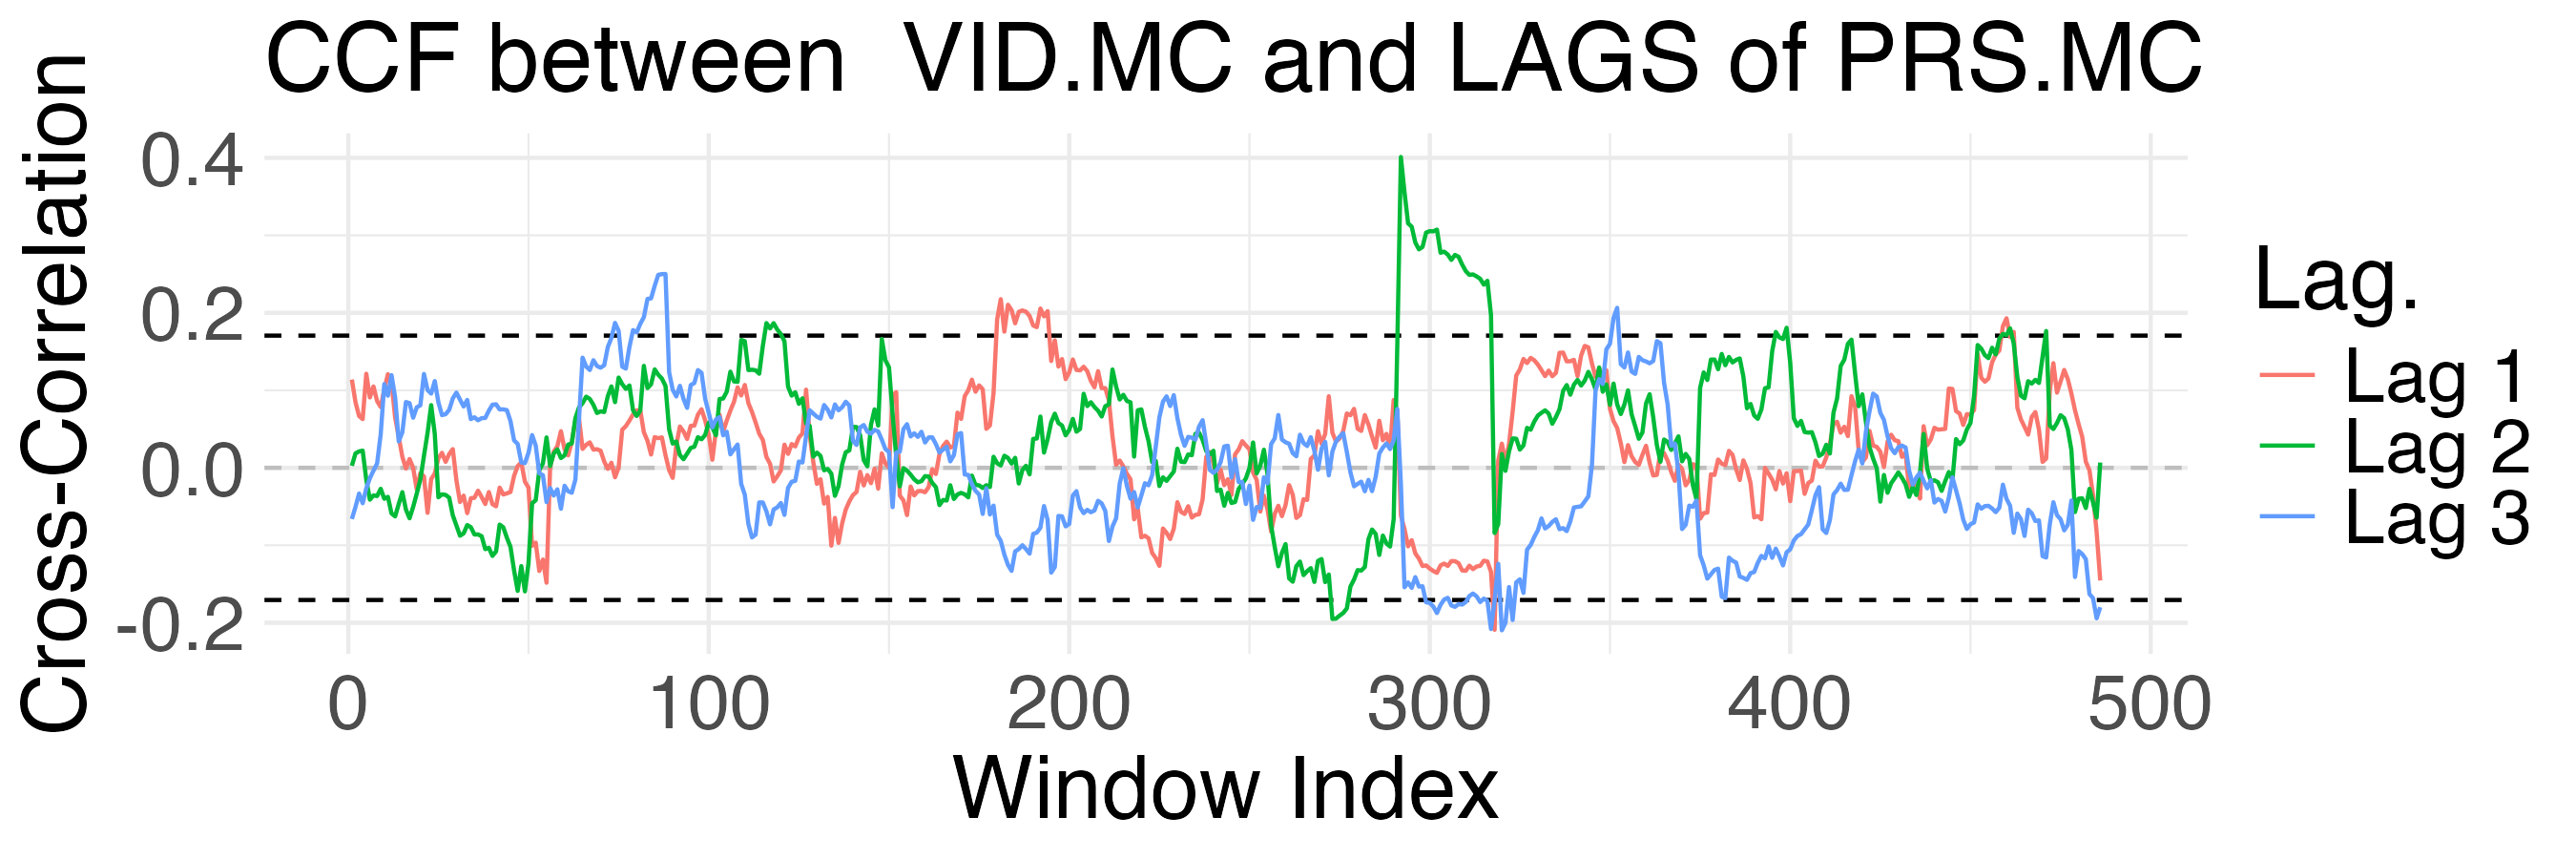 CCF between  VID.MC and LAGS of PRS.MC
Cross-Correlation
0.4
0.2
0.0
-0.2
0 100 200 300 400 500
Window Index
Lag.
Lag 1
Lag 2
Lag 3